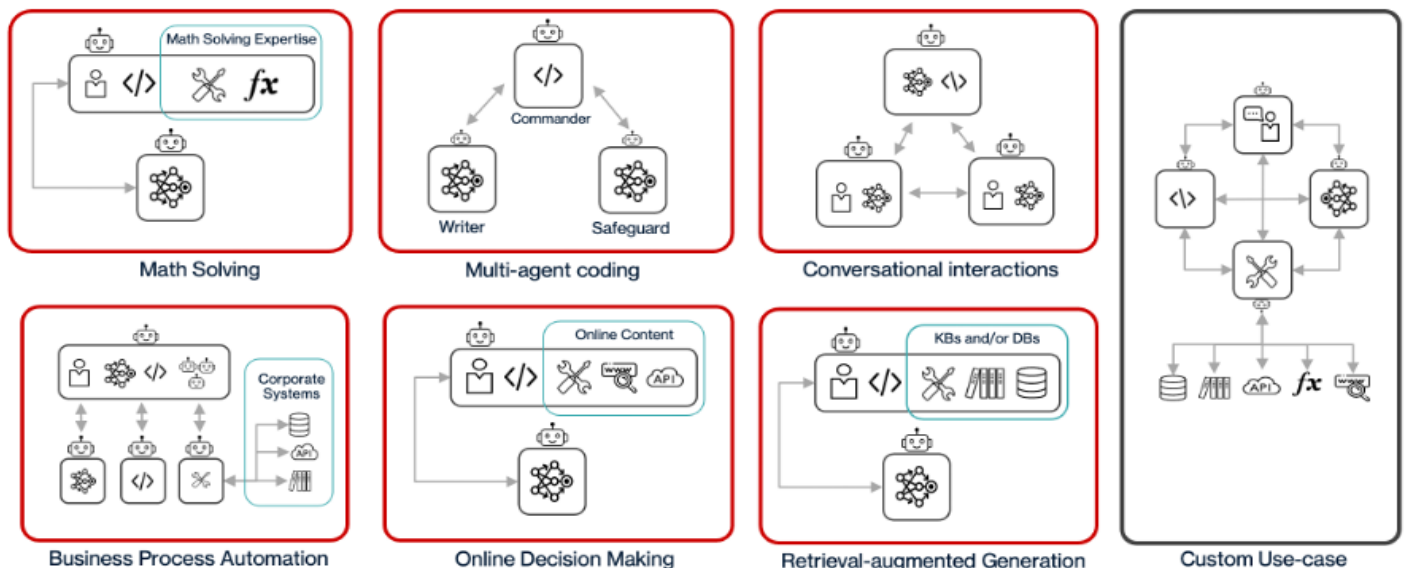 Math Solving Expertise
</>
fx
Math Solving
</>
Commander
Writer
Safeguard
Multi-agent coding
</>
Conversational interactions
</>
Corporate
Systems
API
</>
Business Process Automation
Online Content
</>
www
API
Online Decision Making
KBs and/or DBs
</>
Retrieval-augmented Generation
</>
API
fx
www
Custom Use-case